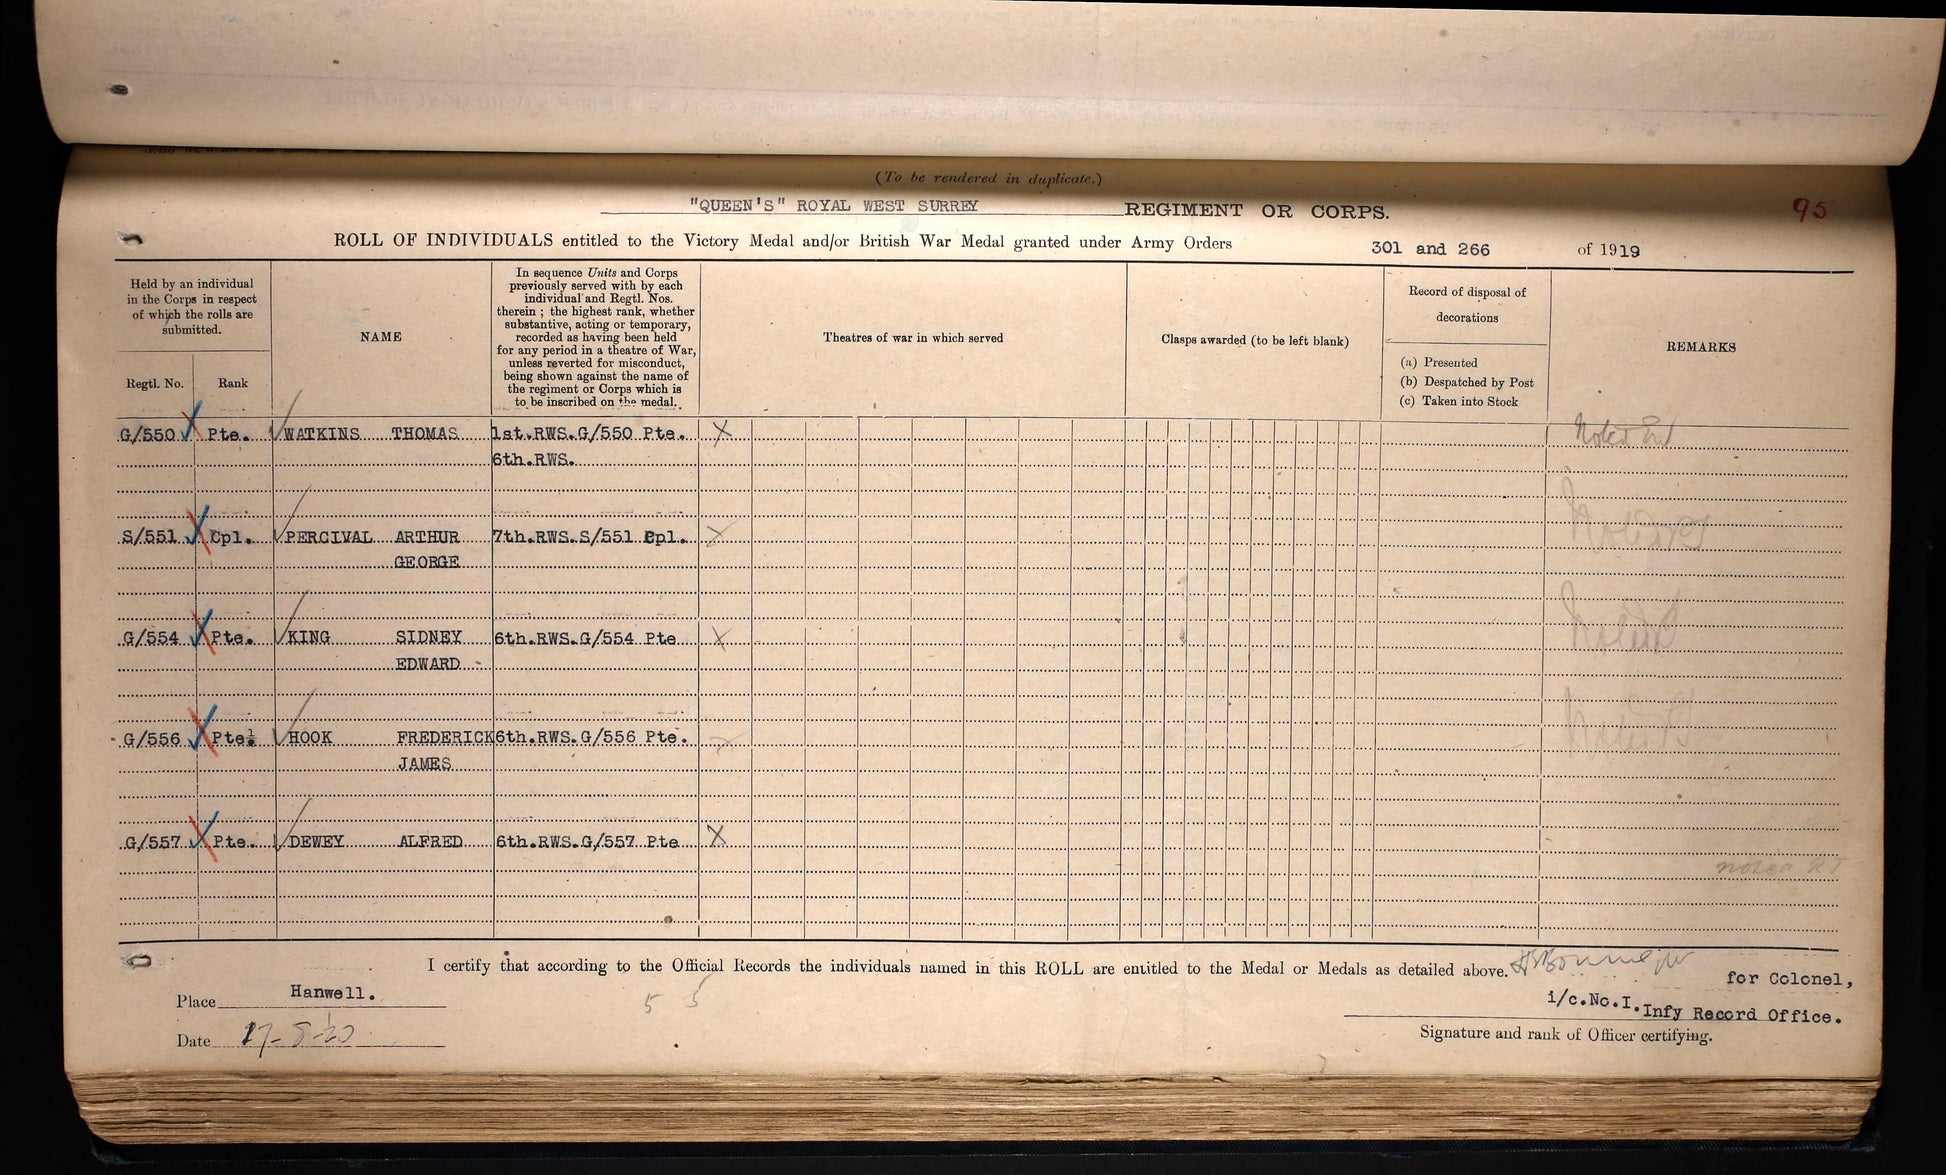 (To be rendered in duplicate.)
"QUEEN'S" ROYAL WEST SURREY REGIMENT OR CORPS.
95
ROLL OF INDIVIDUALS entitled to the Victory Medal and/or British War Medal granted under Army Orders 301 and 266 of 1919
Held by an individual
in the Corps in respect
of which the rolls are
submitted.
Regtl. No. Rank
NAME
In sequence Units and Corps
previously served with by each
individual and Regtl. Nos.
therein ; the highest rank, whether
substantive, acting or temporary,
recorded as having been held
for any period in a theatre of War,
unless reverted for misconduct,
being shown against the name of
the regiment or Corps which is
to be inscribed on the medal.
Theatres of war in which served
Clasps awarded (to be left blank)
Record of disposal of
decorations
(a) Presented
(b) Despatched by Post
(c) Taken into Stock
REMARKS
G/550 Pte. WATKINS THOMAS 1st.RWS.G/550 Pte. X Noted
6th.RWS.
S/551 Cpl. PERCIVAL ARTHUR 7th.RWS.S/551 Cpl. X Noted
GEORGE
G/554 Pte. KING SIDNEY 6th.RWS.G/554 Pte X Noted
EDWARD
G/556 Pte. HOOK FREDERICK 6th.RWS.G/556 Pte. X Noted
JAMES
G/557 Pte. DEWEY ALFRED 6th.RWS.G/557 Pte X
noted
I certify that according to the Official Records the individuals named in this ROLL are entitled to the Medal or Medals as detailed above.
for Colonel,
Place Hanwell.
5 5
i/c.No.I.Infy Record Office.
Date 17-5-20
Signature and rank of Officer certifying.